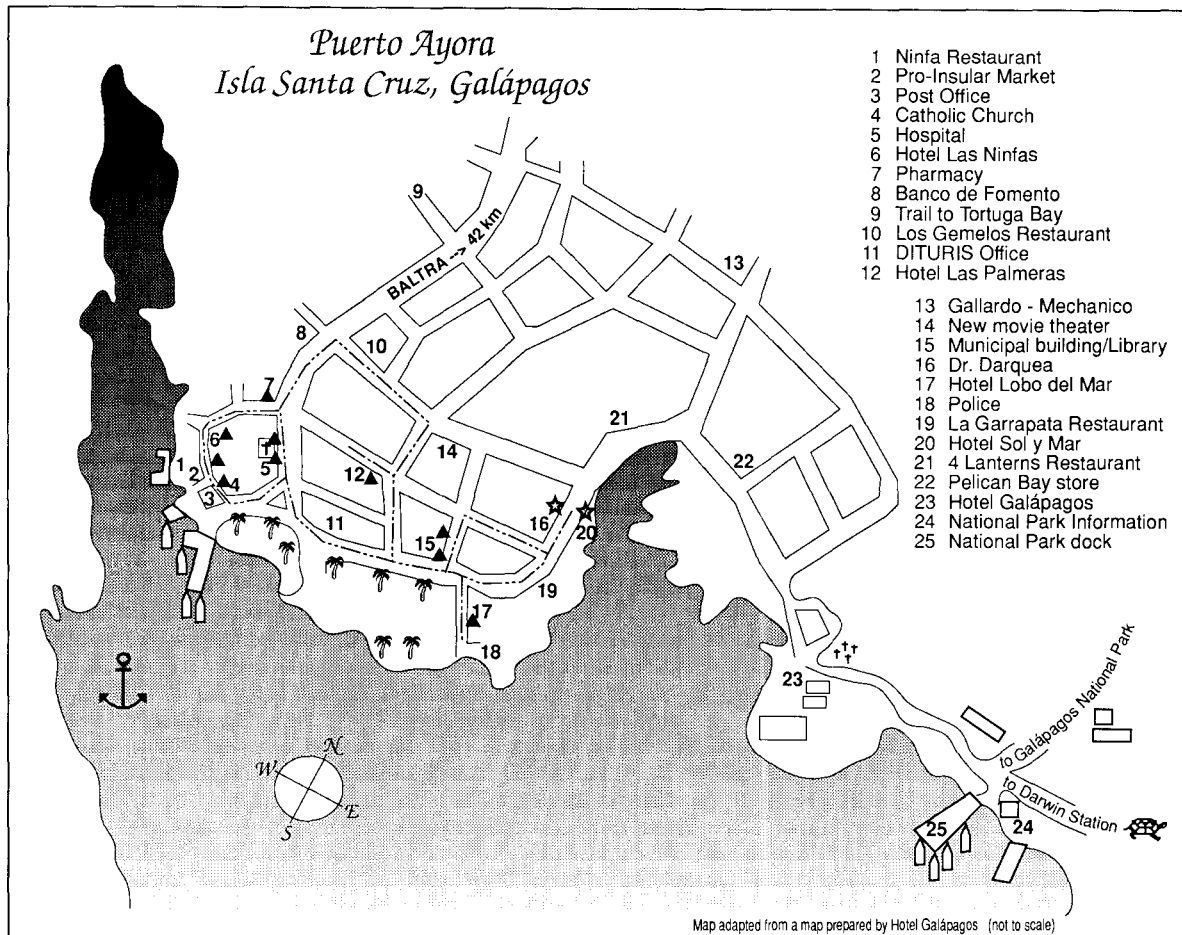 Puerto Ayora
Isla Santa Cruz, Galápagos
1 Ninfa Restaurant
2 Pro-Insular Market
3 Post Office
4 Catholic Church
5 Hospital
6 Hotel Las Ninfas
7 Pharmacy
8 Banco de Fomento
9 Trail to Tortuga Bay
10 Los Gemelos Restaurant
11 DITURIS Office
12 Hotel Las Palmeras
13 Gallardo - Mechanico
14 New movie theater
15 Municipal building/Library
16 Dr. Darquea
17 Hotel Lobo del Mar
18 Police
19 La Garrapata Restaurant
20 Hotel Sol y Mar
21 4 Lanterns Restaurant
22 Pelican Bay store
23 Hotel Galápagos
24 National Park Information
25 National Park dock
9
BALTRA --> 42 km
13
8
10
7
21
6
14
1
5
22
2
12
4
3
16
11
20
15
19
17
18
23
to Galápagos National Park
N
W
E
S
to Darwin Station
25
24
Map adapted from a map prepared by Hotel Galápagos (not to scale)